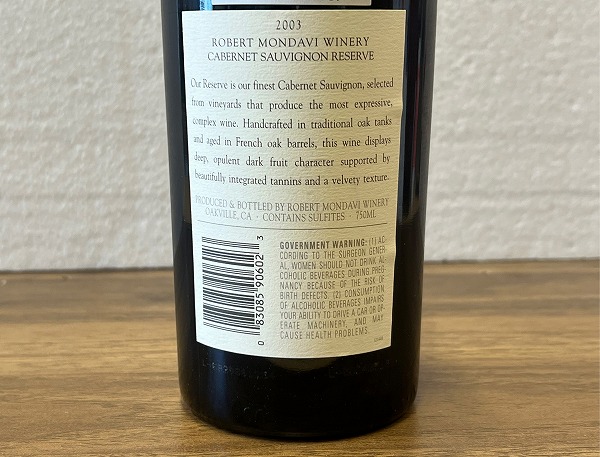 2003
ROBERT MONDAVI WINERY
CABERNET SAUVIGNON RESERVE
Our Reserve is our finest Cabernet Sauvignon, selected
from vineyards that produce the most expressive,
complex wine. Handcrafted in traditional oak tanks
and aged in French oak barrels, this wine displays
deep, opulent dark fruit character supported by
beautifully integrated tannins and a velvety texture.
PRODUCED & BOTTLED BY ROBERT MONDAVI WINERY
OAKVILLE, CA · CONTAINS SULFITES · 750ML
0 83085 90602 3
GOVERNMENT WARNING: (1) AC-
CORDING TO THE SURGEON GENER-
AL, WOMEN SHOULD NOT DRINK AL-
COHOLIC BEVERAGES DURING PREG-
NANCY BECAUSE OF THE RISK OF
BIRTH DEFECTS. (2) CONSUMPTION
OF ALCOHOLIC BEVERAGES IMPAIRS
YOUR ABILITY TO DRIVE A CAR OR OP-
ERATE MACHINERY, AND MAY
CAUSE HEALTH PROBLEMS.